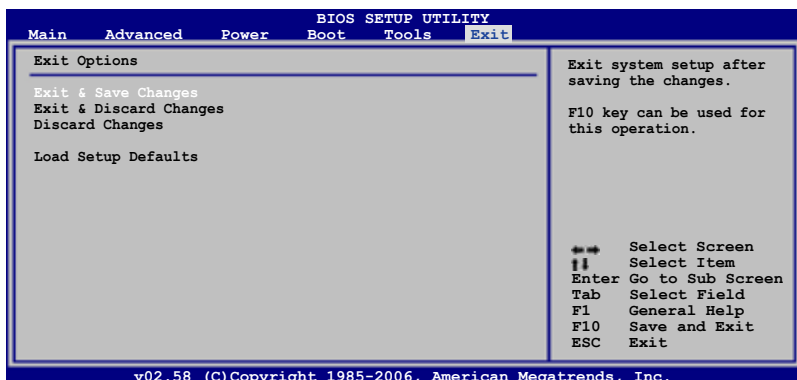 BIOS SETUP UTILITY
Main Advanced Power Boot Tools Exit
Exit Options
Exit & Save Changes
Exit & Discard Changes
Discard Changes
Load Setup Defaults
Exit system setup after
saving the changes.
F10 key can be used for
this operation.
←→ Select Screen
↑↓ Select Item
Enter Go to Sub Screen
Tab Select Field
F1 General Help
F10 Save and Exit
ESC Exit
v02.58 (C)Copyright 1985-2006, American Megatrends, Inc.